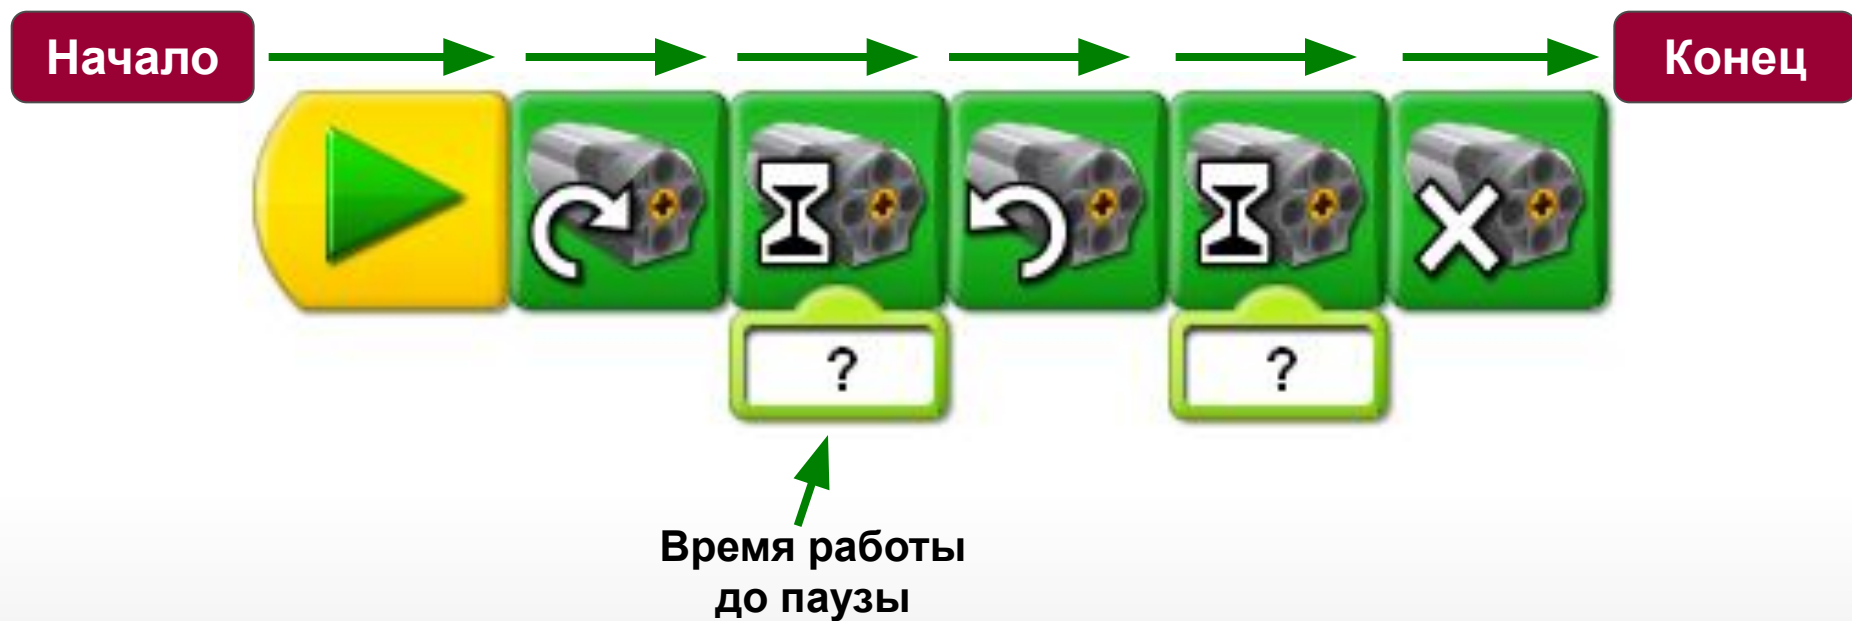 Начало
Конец
?
?
Время работы
до паузы